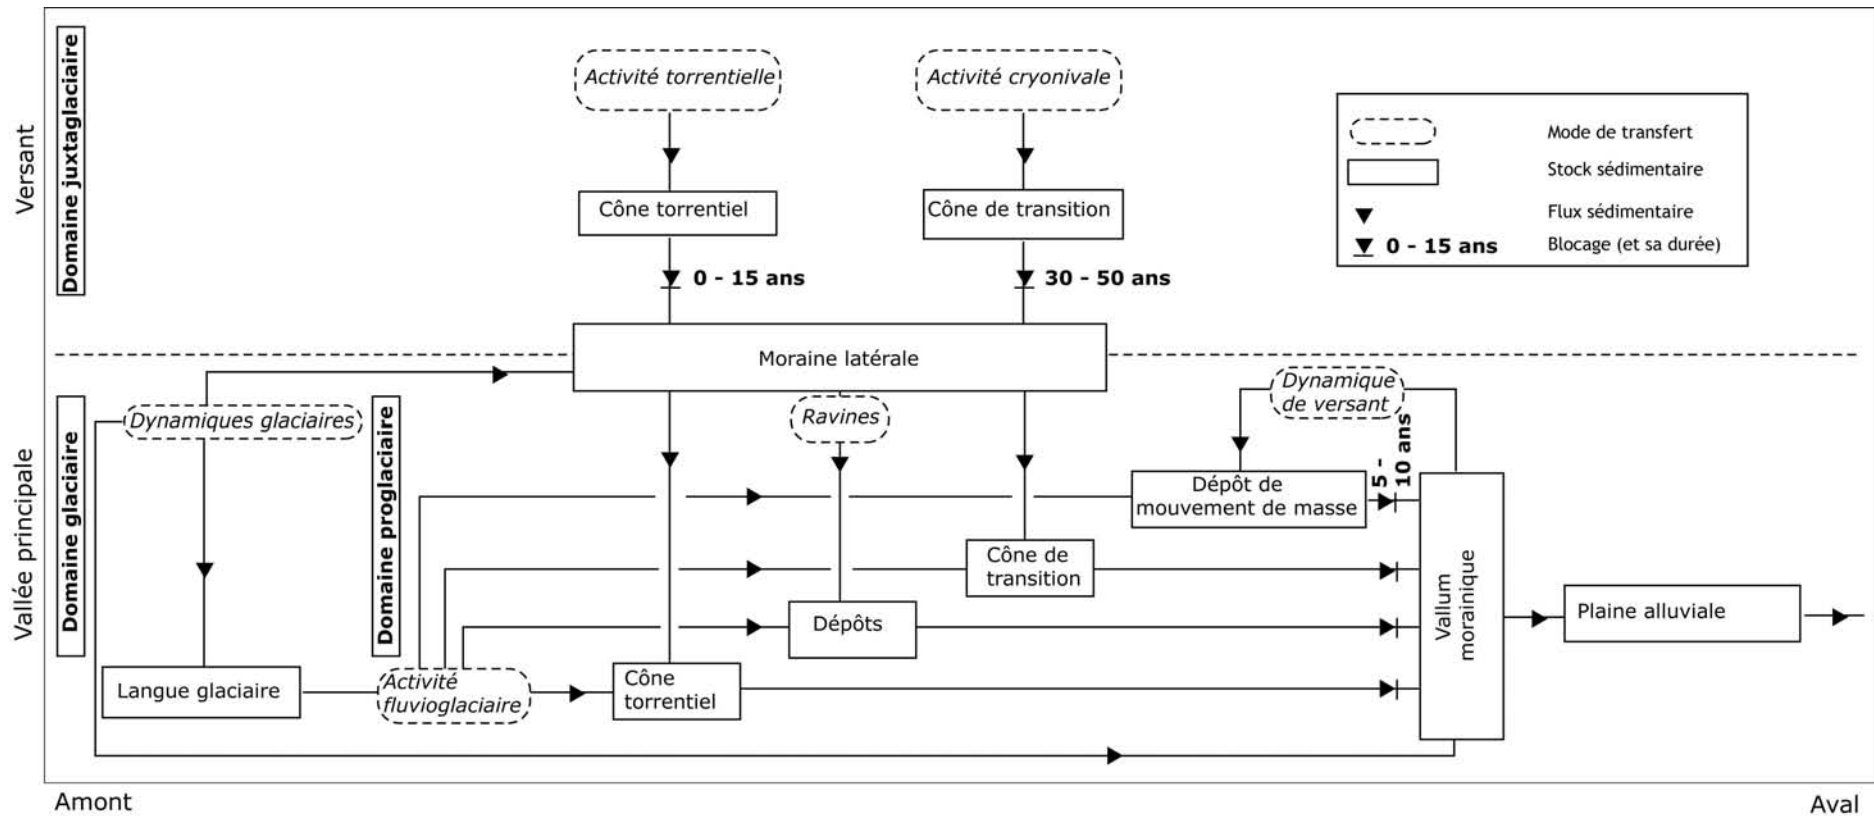 Versant
Domaine juxtaglaciaire
Activité torrentielle
Activité cryonivale
Mode de transfert
Stock sédimentaire
Flux sédimentaire
0 - 15 ans
Blocage (et sa durée)
Cône torrentiel
Cône de transition
0 - 15 ans
30 - 50 ans
Moraine latérale
Vallée principale
Domaine glaciaire
Dynamiques glaciaires
Domaine proglaciaire
Ravines
Dynamique
de versant
5 -
10 ans
Dépôt de
mouvement de masse
Cône de
transition
Dépôts
Vallum
morainique
Plaine alluviale
Langue glaciaire
Activité
fluvioglaciaire
Cône
torrentiel
Amont
Aval